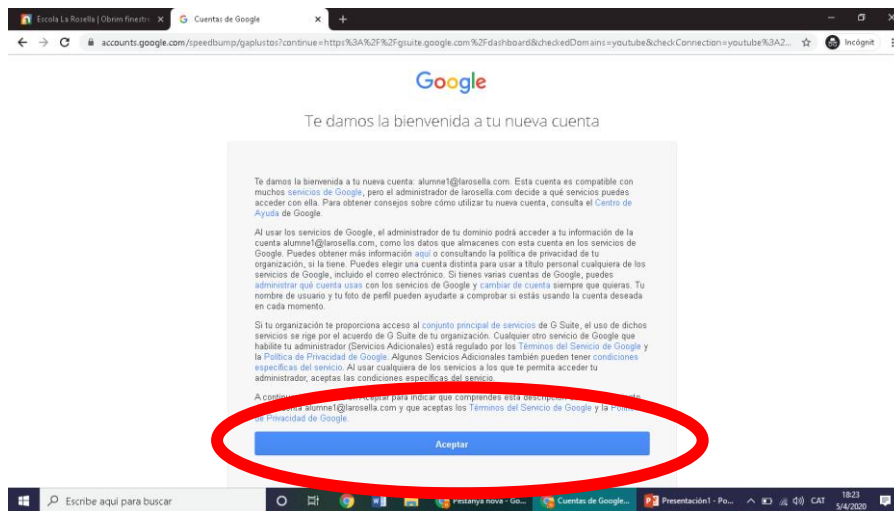 Escola La Rosella | Obrim finestr
Cuentas de Google
accounts.google.com/speedbump/gaplustos?continue=https%3A%2F%2Fgsuite.google.com%2Fdashboard&checkedDomains=youtube&checkConnection=youtube%3A2...
Incògnit
Google
Te damos la bienvenida a tu nueva cuenta
Te damos la bienvenida a tu nueva cuenta: alumne1@larosella.com. Esta cuenta es compatible con
muchos servicios de Google, pero el administrador de larosella.com decide a qué servicios puedes
acceder con ella. Para obtener consejos sobre cómo utilizar tu nueva cuenta, consulta el Centro de
Ayuda de Google.
Al usar los servicios de Google, el administrador de tu dominio podrá acceder a tu información de la
cuenta alumne1@larosella.com, como los datos que almacenes con esta cuenta en los servicios de
Google. Puedes obtener más información aquí o consultando la política de privacidad de tu
organización, si la tiene. Puedes elegir una cuenta distinta para usar a título personal cualquiera de los
servicios de Google, incluido el correo electrónico. Si tienes varias cuentas de Google, puedes
administrar qué cuenta usas con los servicios de Google y cambiar de cuenta siempre que quieras. Tu
nombre de usuario y tu foto de perfil pueden ayudarte a comprobar si estás usando la cuenta deseada
en cada momento.
Si tu organización te proporciona acceso al conjunto principal de servicios de G Suite, el uso de dichos
servicios se rige por el acuerdo de G Suite de tu organización. Cualquier otro servicio de Google que
habilite tu administrador (Servicios Adicionales) está regulado por los Términos del Servicio de Google y
la Política de Privacidad de Google. Algunos Servicios Adicionales también pueden tener condiciones
específicas del servicio. Al usar cualquiera de los servicios a los que te permita acceder tu
administrador, aceptas las condiciones específicas del servicio.
A Aceptar para indicar que comprendes esta
alumne1@larosella.com y que aceptas los Términos del Servicio de Google y la
de Privacidad de Google.
Aceptar
Escribe aquí para buscar
Pestanya nova - Go...
Cuentas de Google...
Presentación1 - Po...
CAT
18:23
5/4/2020